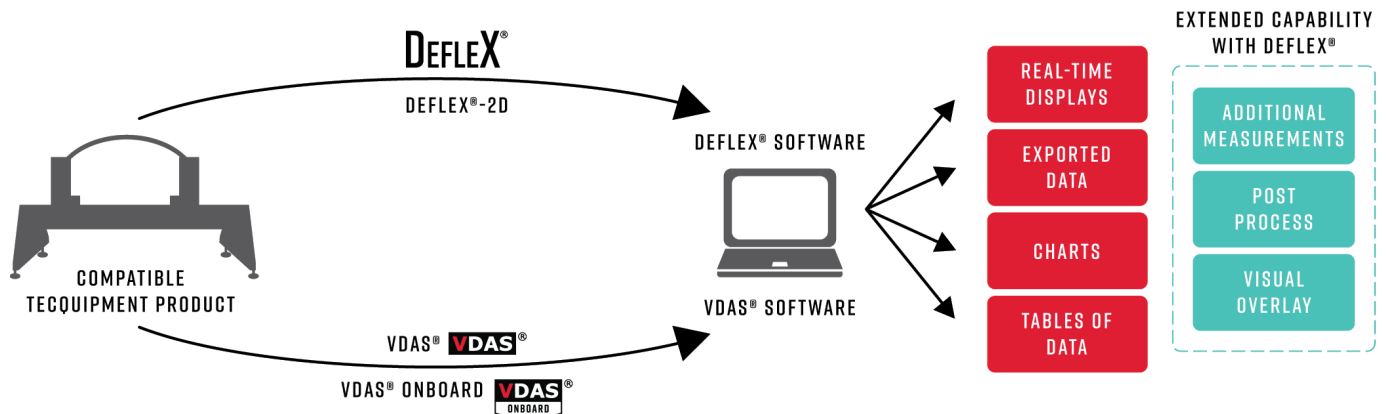 DEFLEX®
DEFLEX®-2D
COMPATIBLE
TECQUIPMENT PRODUCT
VDAS® VDAS®
VDAS® ONBOARD VDAS®
ONBOARD
DEFLEX® SOFTWARE
VDAS® SOFTWARE
REAL-TIME
DISPLAYS
EXPORTED
DATA
CHARTS
TABLES OF
DATA
EXTENDED CAPABILITY
WITH DEFLEX®
ADDITIONAL
MEASUREMENTS
POST
PROCESS
VISUAL
OVERLAY